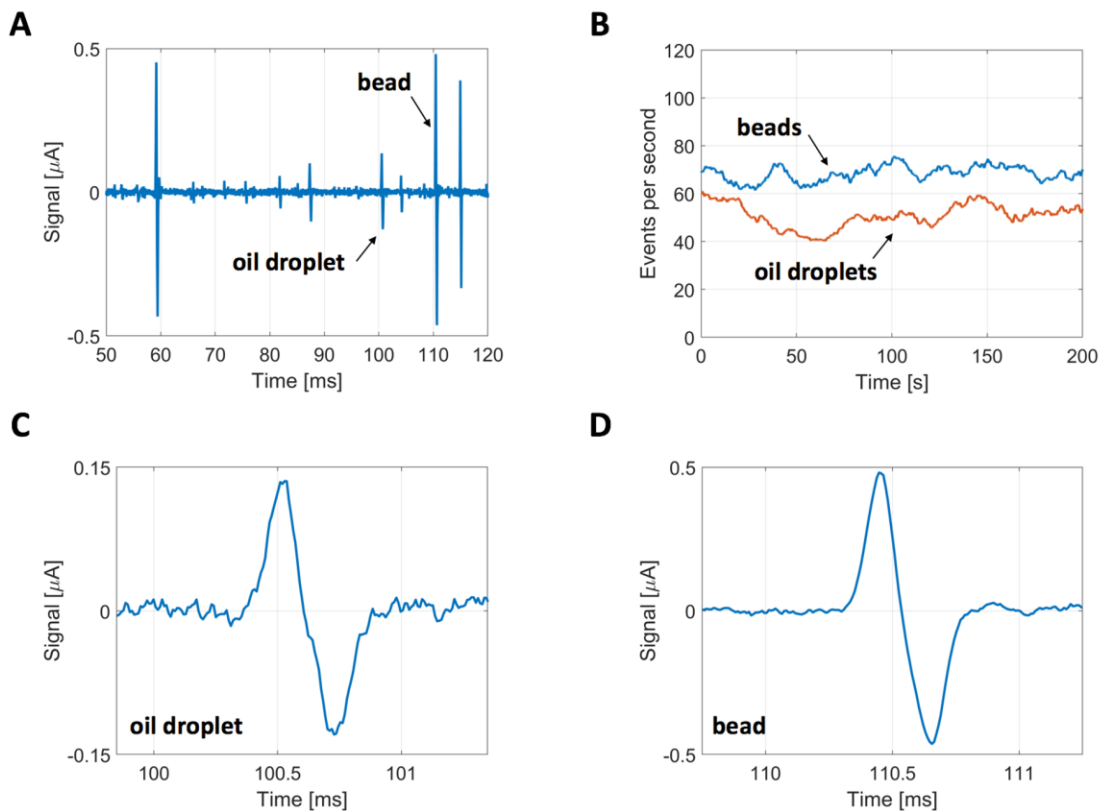 A
0.5
0
-0.5
Signal [μA]
bead
oil droplet
50 60 70 80 90 100 110 120
Time [ms]
B
120
100
80
60
40
20
0
Events per second
beads
oil droplets
0 50 100 150 200
Time [s]
C
0.15
0
-0.15
Signal [μA]
oil droplet
100 100.5 101
Time [ms]
D
0.5
0
-0.5
Signal [μA]
bead
110 110.5 111
Time [ms]